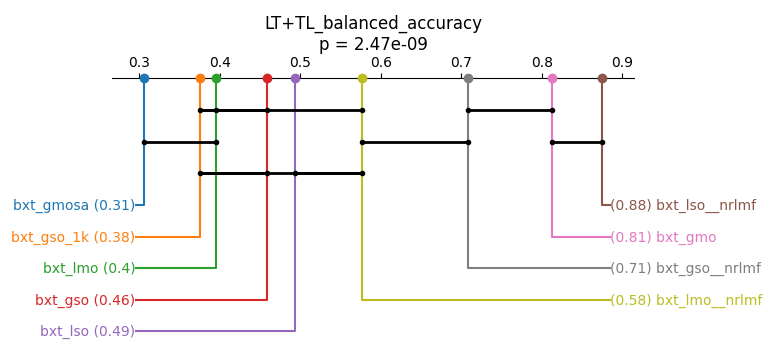 LT+TL_balanced_accuracy
p = 2.47e-09
0.3 0.4 0.5 0.6 0.7 0.8 0.9
bxt_gmosa (0.31)
(0.88) bxt_lso__nrlmf
bxt_gso_1k (0.38)
(0.81) bxt_gmo
bxt_lmo (0.4)
(0.71) bxt_gso__nrlmf
bxt_gso (0.46)
(0.58) bxt_lmo__nrlmf
bxt_lso (0.49)